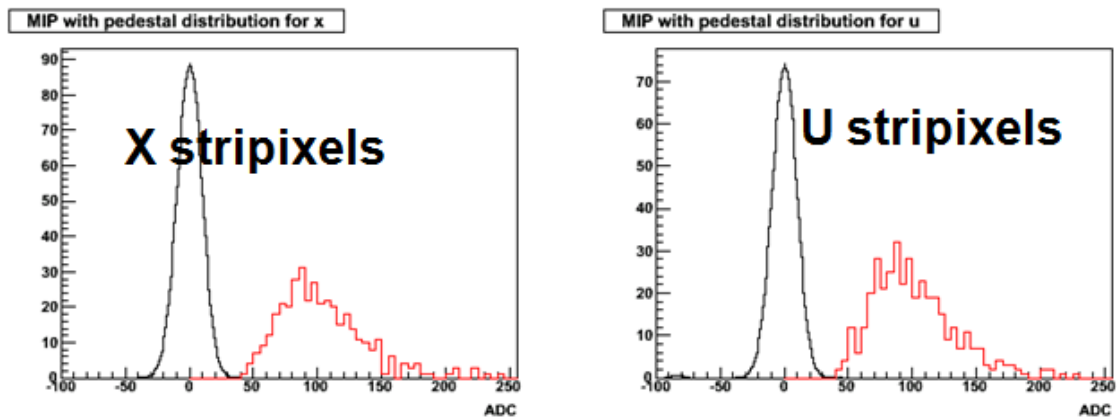 MIP with pedestal distribution for x
90
80
70
60
50
40
30
20
10
0
X stripixels
-100 -50 0 50 100 150 200 250
ADC
MIP with pedestal distribution for u
70
60
50
40
30
20
10
0
U stripixels
-100 -50 0 50 100 150 200 250
ADC